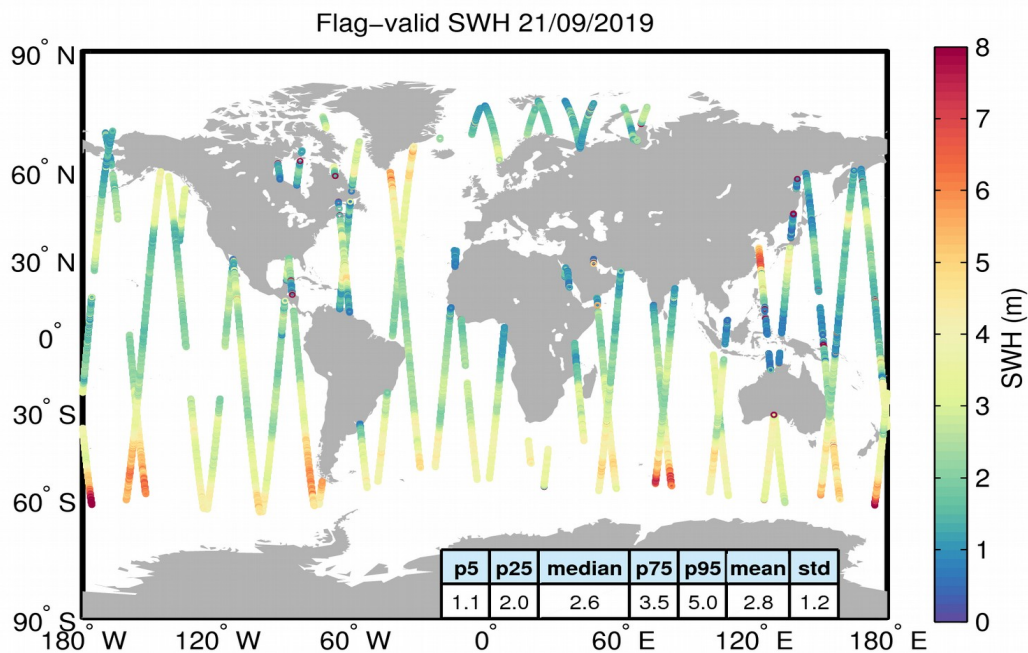 Flag−valid SWH 21/09/2019
90° N
60° N
30° N
0°
30° S
60° S
90° S
180° W
120° W
60° W
0°
60° E
120° E
180° E
p5 p25 median p75 p95 mean std
1.1 2.0 2.6 3.5 5.0 2.8 1.2
8
7
6
5
4
3
2
1
0
SWH (m)